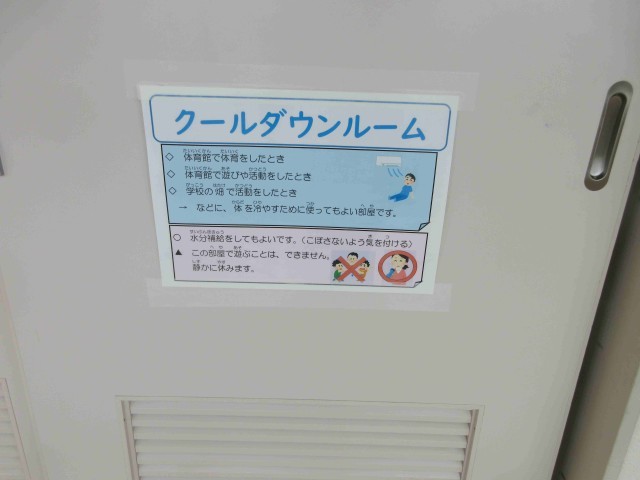 クールダウンルーム
◇ 体育館で体育をしたとき
◇ 体育館で遊びや活動をしたとき
◇ 学校の畑で活動をしたとき
→ などに、体を冷やすために使ってもよい部屋です。
○ 水分補給をしてもよいです。（こぼさないよう気を付ける）
▲ この部屋で遊ぶことは、できません。
静かに休みます。